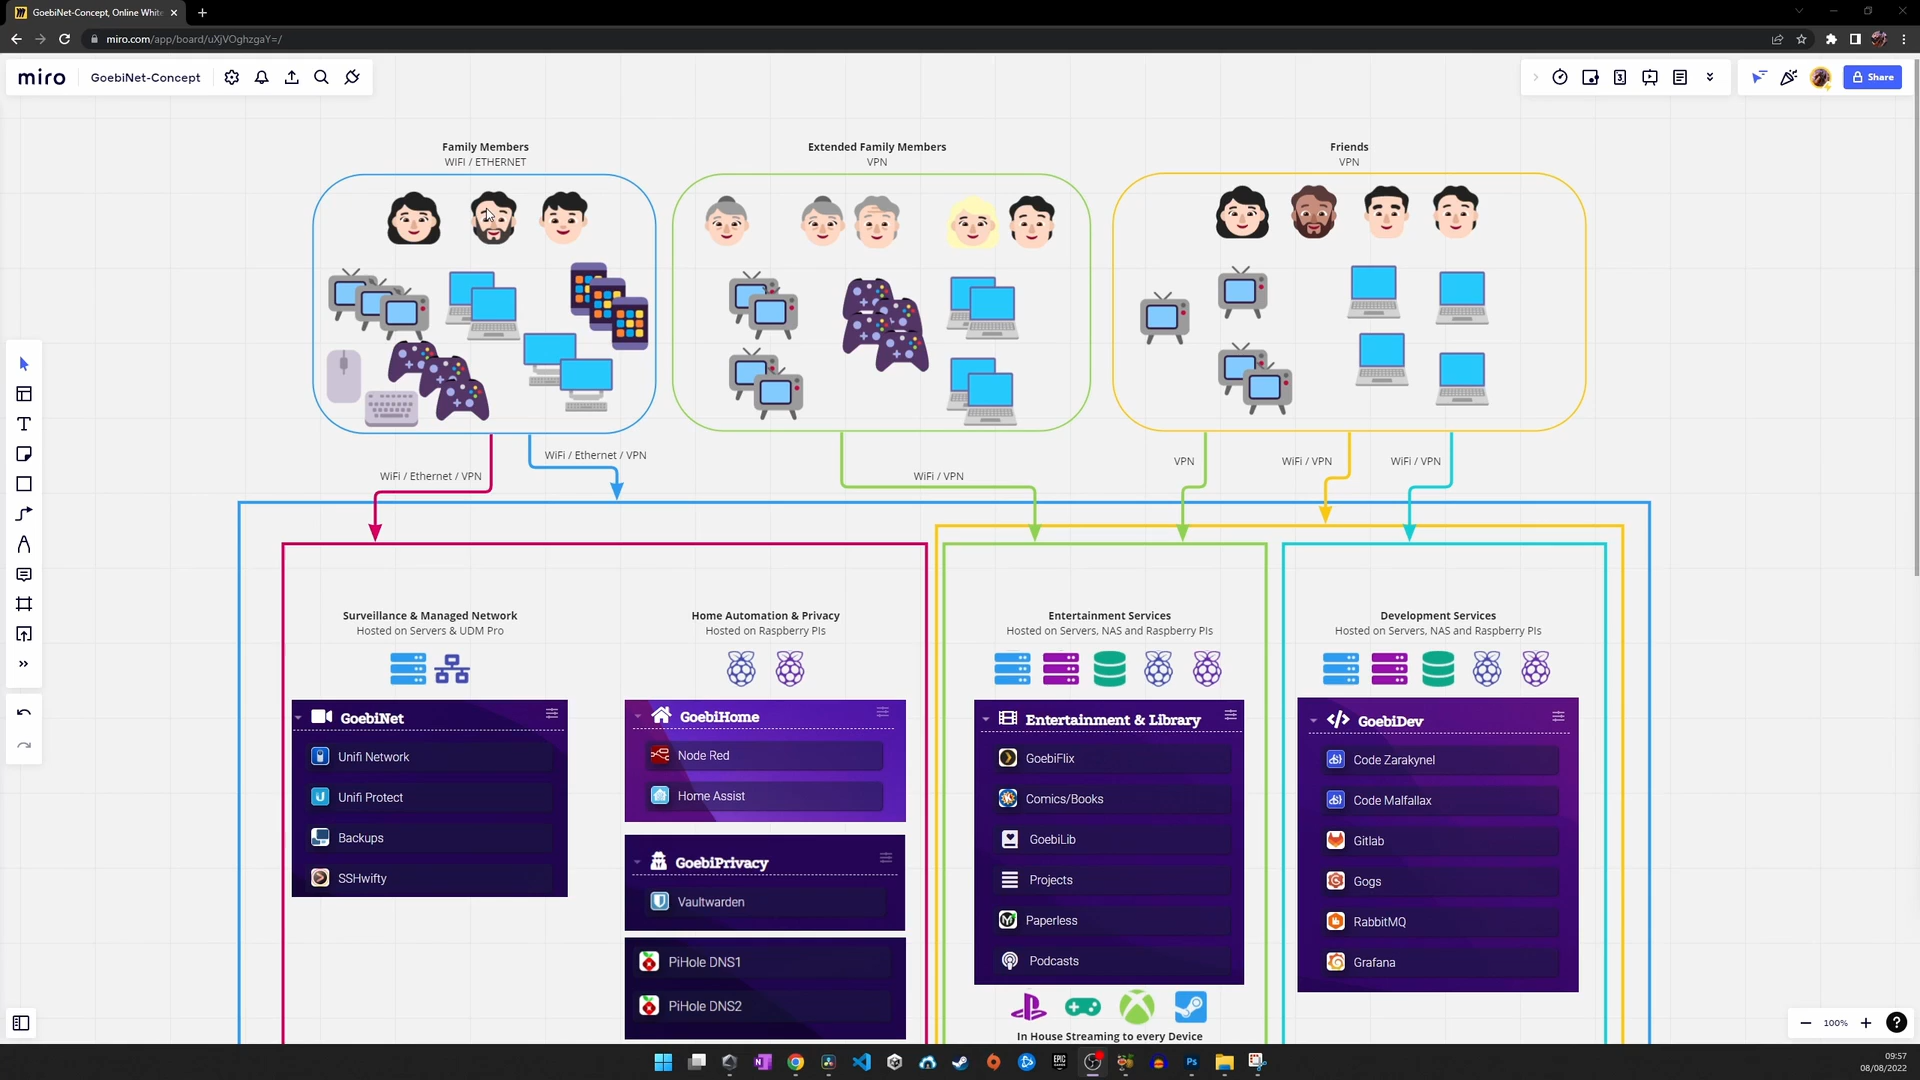 GoebiNet-Concept, Online White
miro.com/app/board/uXjVOghzgaY=/
miro
GoebiNet-Concept
Share
Family Members
WIFI / ETHERNET
Extended Family Members
VPN
Friends
VPN
WiFi / Ethernet / VPN
WiFi / Ethernet / VPN
WiFi / VPN
VPN
WiFi / VPN
WiFi / VPN
Surveillance & Managed Network
Hosted on Servers & UDM Pro
Home Automation & Privacy
Hosted on Raspberry PIs
Entertainment Services
Hosted on Servers, NAS and Raspberry PIs
Development Services
Hosted on Servers, NAS and Raspberry PIs
GoebiNet
Unifi Network
Unifi Protect
Backups
SSHwifty
GoebiHome
Node Red
Home Assist
GoebiPrivacy
Vaultwarden
PiHole DNS1
PiHole DNS2
Entertainment & Library
GoebiFlix
Comics/Books
GoebiLib
Projects
Paperless
Podcasts
In House Streaming to every Device
GoebiDev
Code Zarakynel
Code Malfallax
Gitlab
Gogs
RabbitMQ
Grafana
100%
09:57
08/08/2022